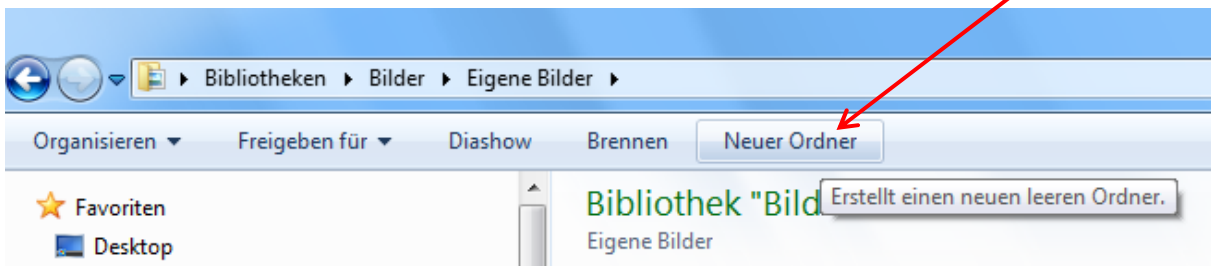 Bibliotheken ▸ Bilder ▸ Eigene Bilder ▸
Organisieren ▼ Freigeben für ▼ Diashow Brennen Neuer Ordner
Favoriten
Desktop
Bibliothek "Bild
Eigene Bilder
Erstellt einen neuen leeren Ordner.